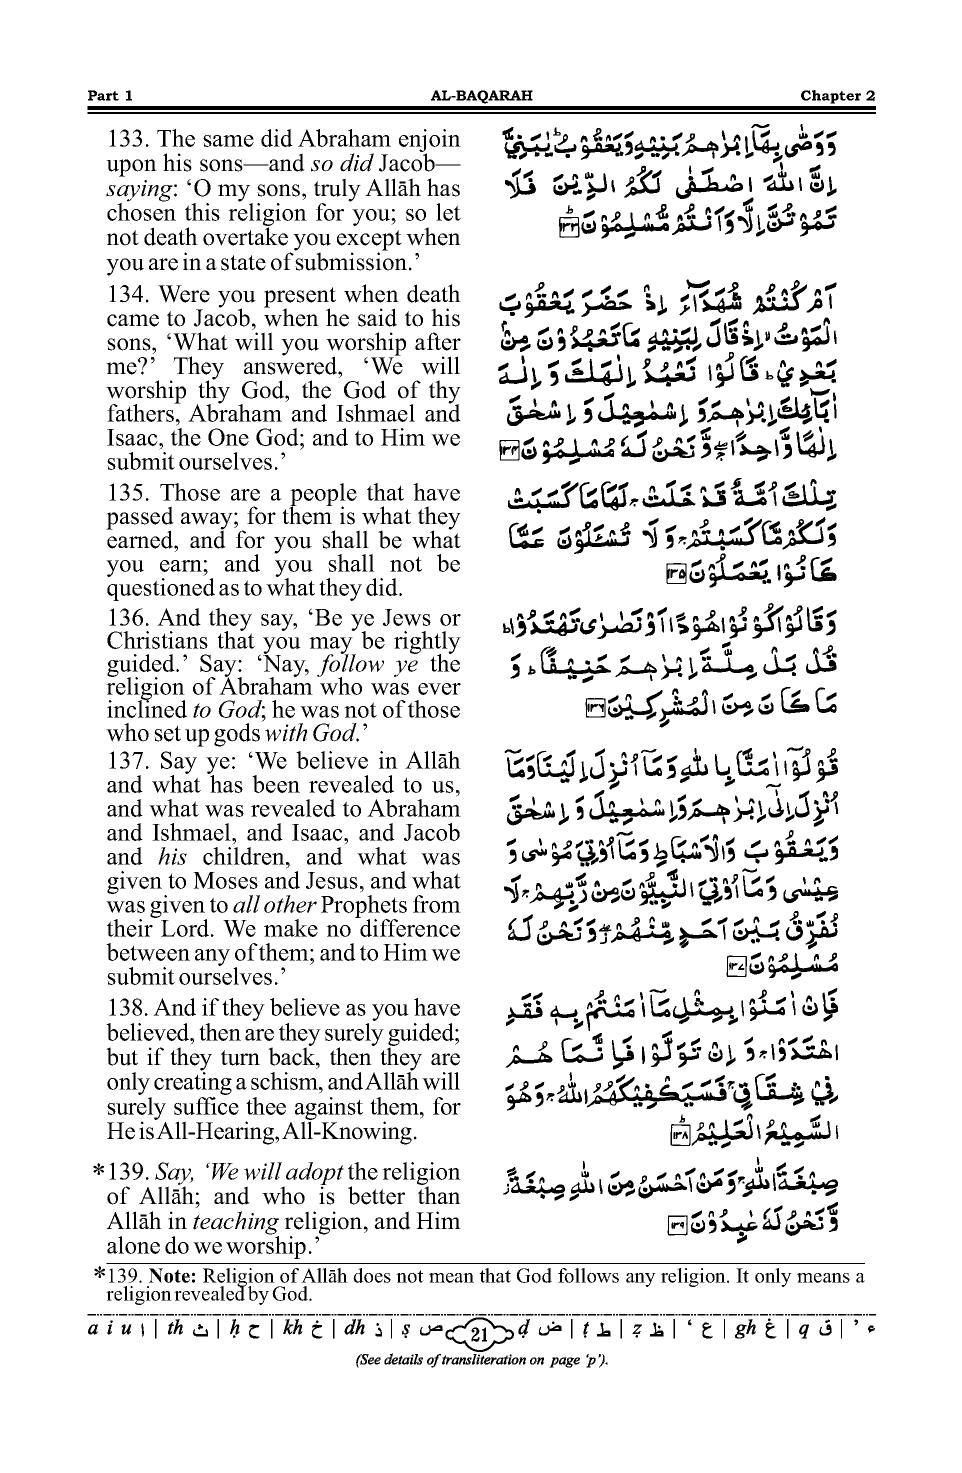 Part 1 AL-BAQARAH Chapter 2
133. The same did Abraham enjoin
upon his sons—and so did Jacob—
saying: ‘O my sons, truly Allāh has
chosen this religion for you; so let
not death overtake you except when
you are in a state of submission.’
وَوَصّٰى بِهَاۤ اِبْرٰهٖمُ بَنِيْهِ وَيَعْقُوْبُ ؕ يٰبَنِيَّ
اِنَّ اللّٰهَ اصْطَفٰى لَكُمُ الدِّيْنَ فَلَا
تَمُوْتُنَّ اِلَّا وَاَنْتُمْ مُّسْلِمُوْنَ ؕ ۱۳۳
134. Were you present when death
came to Jacob, when he said to his
sons, ‘What will you worship after
me?’ They answered, ‘We will
worship thy God, the God of thy
fathers, Abraham and Ishmael and
Isaac, the One God; and to Him we
submit ourselves.’
اَمْ كُنْتُمْ شُهَدَآءَ اِذْ حَضَرَ يَعْقُوْبَ
الْمَوْتُ ۙ اِذْ قَالَ لِبَنِيْهِ مَا تَعْبُدُوْنَ مِنْۢ
بَعْدِيْ ؕ قَالُوْا نَعْبُدُ اِلٰهَكَ وَ اِلٰهَ
اٰبَآئِكَ اِبْرٰهٖمَ وَ اِسْمٰعِيْلَ وَ اِسْحٰقَ
اِلٰهًا وَّاحِدًا ۖۚ وَّ نَحْنُ لَهٗ مُسْلِمُوْنَ ۱۳۴
135. Those are a people that have
passed away; for them is what they
earned, and for you shall be what
you earn; and you shall not be
questioned as to what they did.
تِلْكَ اُمَّةٌ قَدْ خَلَتْ ۚ لَهَا مَا كَسَبَتْ
وَلَكُمْ مَّا كَسَبْتُمْ ۚ وَ لَا تُسْـَٔلُوْنَ عَمَّا
كَانُوْا يَعْمَلُوْنَ ۱۳۵
136. And they say, ‘Be ye Jews or
Christians that you may be rightly
guided.’ Say: ‘Nay, follow ye the
religion of Abraham who was ever
inclined to God; he was not of those
who set up gods with God.’
وَقَالُوْا كُوْنُوْا هُوْدًا اَوْ نَصٰرٰى تَهْتَدُوْا ؕ
قُلْ بَلْ مِلَّةَ اِبْرٰهٖمَ حَنِيْفًا ؕ وَ
مَا كَانَ مِنَ الْمُشْرِكِيْنَ ۱۳۶
137. Say ye: ‘We believe in Allāh
and what has been revealed to us,
and what was revealed to Abraham
and Ishmael, and Isaac, and Jacob
and his children, and what was
given to Moses and Jesus, and what
was given to all other Prophets from
their Lord. We make no difference
between any of them; and to Him we
submit ourselves.’
قُوْلُوْۤا اٰمَنَّا بِاللّٰهِ وَ مَاۤ اُنْزِلَ اِلَيْنَا وَمَاۤ
اُنْزِلَ اِلٰۤى اِبْرٰهٖمَ وَ اِسْمٰعِيْلَ وَ اِسْحٰقَ
وَيَعْقُوْبَ وَالْاَسْبَاطِ وَمَاۤ اُوْتِيَ مُوْسٰى وَ
عِيْسٰى وَ مَاۤ اُوْتِيَ النَّبِيُّوْنَ مِنْ رَّبِّهِمْ ۚ لَا
نُفَرِّقُ بَيْنَ اَحَدٍ مِّنْهُمْ ۖؗ وَ نَحْنُ لَهٗ
مُسْلِمُوْنَ ۱۳۷
138. And if they believe as you have
believed, then are they surely guided;
but if they turn back, then they are
only creating a schism, and Allāh will
surely suffice thee against them, for
He is All-Hearing, All-Knowing.
فَاِنْ اٰمَنُوْا بِمِثْلِ مَاۤ اٰمَنْتُمْ بِهٖ فَقَدِ
اهْتَدَوْا ۚ وَ اِنْ تَوَلَّوْا فَاِنَّمَا هُمْ
فِيْ شِقَاقٍ ۚ فَسَيَكْفِيْكَهُمُ اللّٰهُ ۚ وَهُوَ
السَّمِيْعُ الْعَلِيْمُ ؕ ۱۳۸
*139. Say, ‘We will adopt the religion
of Allāh; and who is better than
Allāh in teaching religion, and Him
alone do we worship.’
صِبْغَةَ اللّٰهِ ۚ وَمَنْ اَحْسَنُ مِنَ اللّٰهِ صِبْغَةً ؗ
وَّنَحْنُ لَهٗ عٰبِدُوْنَ ۱۳۹
*139. Note: Religion of Allāh does not mean that God follows any religion. It only means a
religion revealed by God.
a i u ا | th ث | ḥ ح | kh خ | dh ذ | ṣ ص 21 ḍ ض | ṭ ط | ẓ ظ | ‘ ع | gh غ | q ق | ’ ء
(See details of transliteration on page ‘p’).